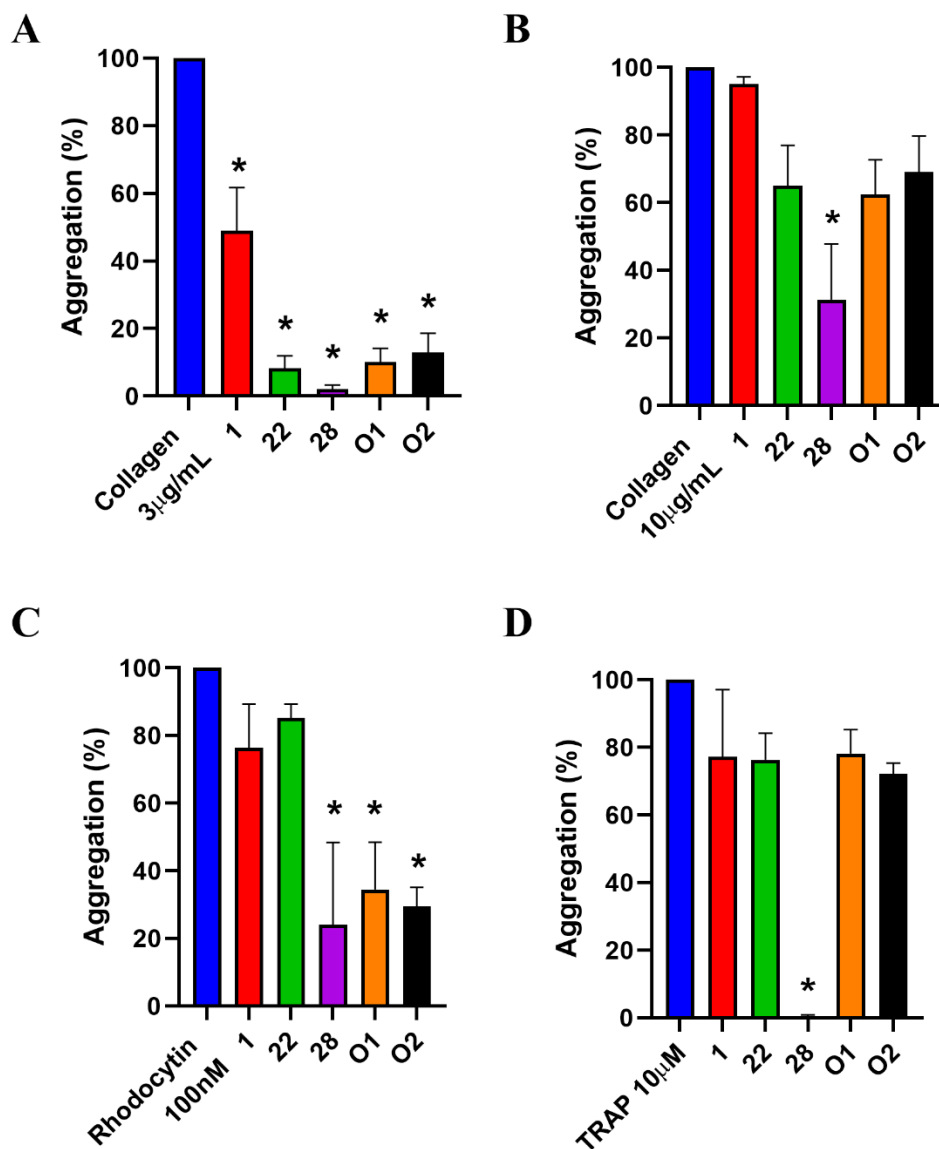 A
Aggregation (%)
100
80
60
40
20
0
*
*
*
*
*
Collagen
3μg/mL
1
22
28
O1
O2
B
Aggregation (%)
100
80
60
40
20
0
*
Collagen
10μg/mL
1
22
28
O1
O2
C
Aggregation (%)
100
80
60
40
20
0
*
*
*
Rhodocytin
100nM
1
22
28
O1
O2
D
Aggregation (%)
100
80
60
40
20
0
*
TRAP 10μM
1
22
28
O1
O2